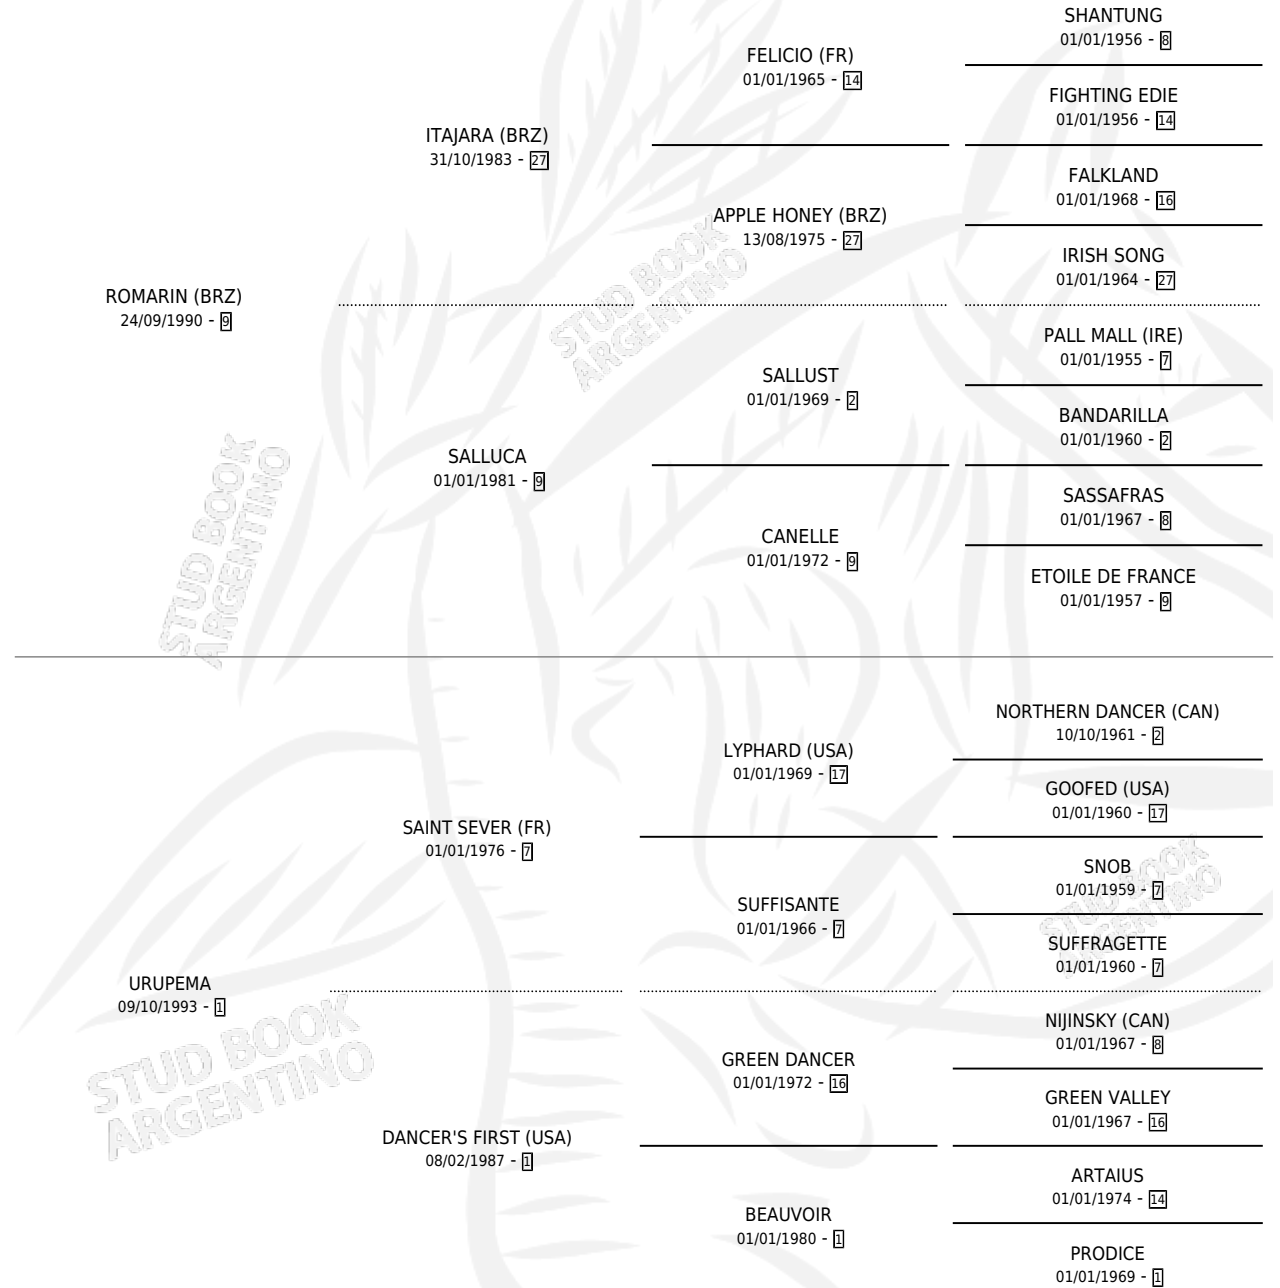 SHANTUNG
01/01/1956 - 8
FELICIO (FR)
01/01/1965 - 14
FIGHTING EDIE
01/01/1956 - 14
ITAJARA (BRZ)
31/10/1983 - 27
FALKLAND
01/01/1968 - 16
APPLE HONEY (BRZ)
13/08/1975 - 27
IRISH SONG
01/01/1964 - 27
ROMARIN (BRZ)
24/09/1990 - 9
PALL MALL (IRE)
01/01/1955 - 7
SALLUST
01/01/1969 - 2
BANDARILLA
01/01/1960 - 2
SALLUCA
01/01/1981 - 9
SASSAFRAS
01/01/1967 - 8
CANELLE
01/01/1972 - 9
ETOILE DE FRANCE
01/01/1957 - 9
STUD BOOK
ARGENTINO
STUD BOOK
ARGENTINO
NORTHERN DANCER (CAN)
10/10/1961 - 2
LYPHARD (USA)
01/01/1969 - 17
GOOFED (USA)
01/01/1960 - 17
SAINT SEVER (FR)
01/01/1976 - 7
SNOB
01/01/1959 - 7
SUFFISANTE
01/01/1966 - 7
SUFFRAGETTE
01/01/1960 - 7
URUPEMA
09/10/1993 - 1
NIJINSKY (CAN)
01/01/1967 - 8
GREEN DANCER
01/01/1972 - 16
GREEN VALLEY
01/01/1967 - 16
DANCER'S FIRST (USA)
08/02/1987 - 1
ARTAIUS
01/01/1974 - 14
BEAUVOIR
01/01/1980 - 1
PRODICE
01/01/1969 - 1
STUD BOOK
ARGENTINO
STUD BOOK
ARGENTINO